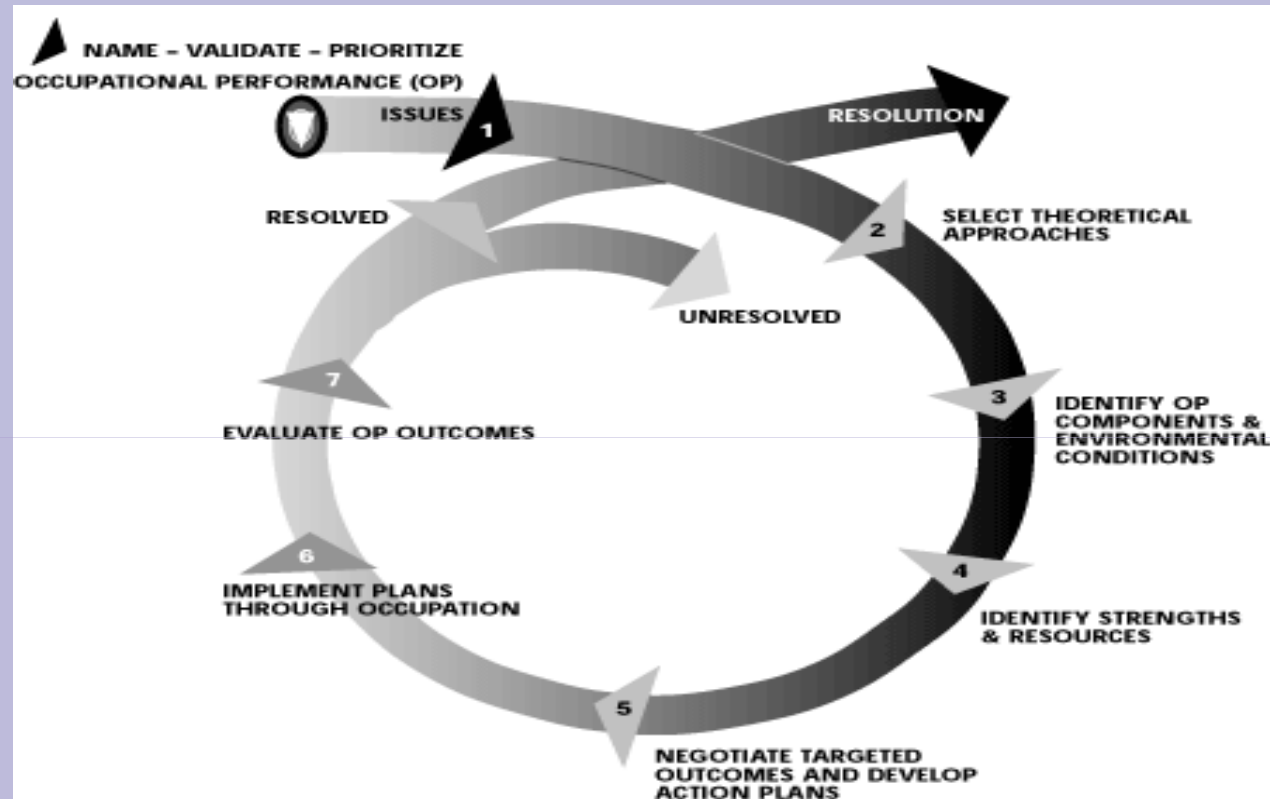 NAME – VALIDATE – PRIORITIZE
OCCUPATIONAL PERFORMANCE (OP)
ISSUES
1
RESOLUTION
RESOLVED
2
SELECT THEORETICAL
APPROACHES
UNRESOLVED
3
IDENTIFY OP
COMPONENTS &
ENVIRONMENTAL
CONDITIONS
7
EVALUATE OP OUTCOMES
4
IDENTIFY STRENGTHS
& RESOURCES
6
IMPLEMENT PLANS
THROUGH OCCUPATION
5
NEGOTIATE TARGETED
OUTCOMES AND DEVELOP
ACTION PLANS